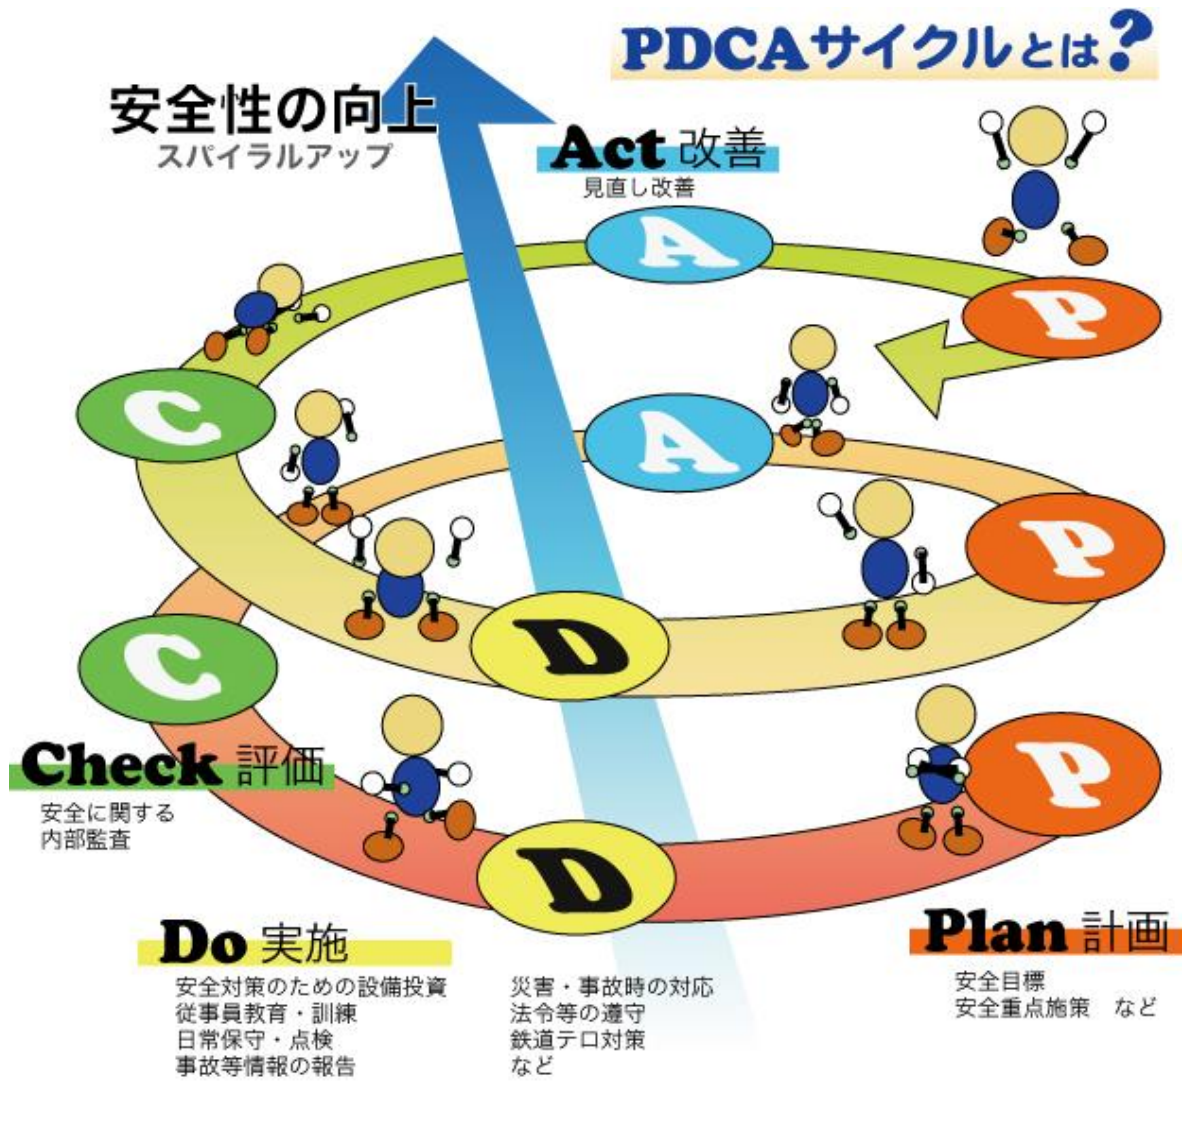 PDCAサイクルとは?
安全性の向上
スパイラルアップ
Act 改善
見直し改善
A
P
C
A
P
D
C
P
D
Check 評価
安全に関する
内部監査
Do 実施
安全対策のための設備投資
従事員教育・訓練
日常保守・点検
事故等情報の報告
災害・事故時の対応
法令等の遵守
鉄道テロ対策
など
Plan 計画
安全目標
安全重点施策 など